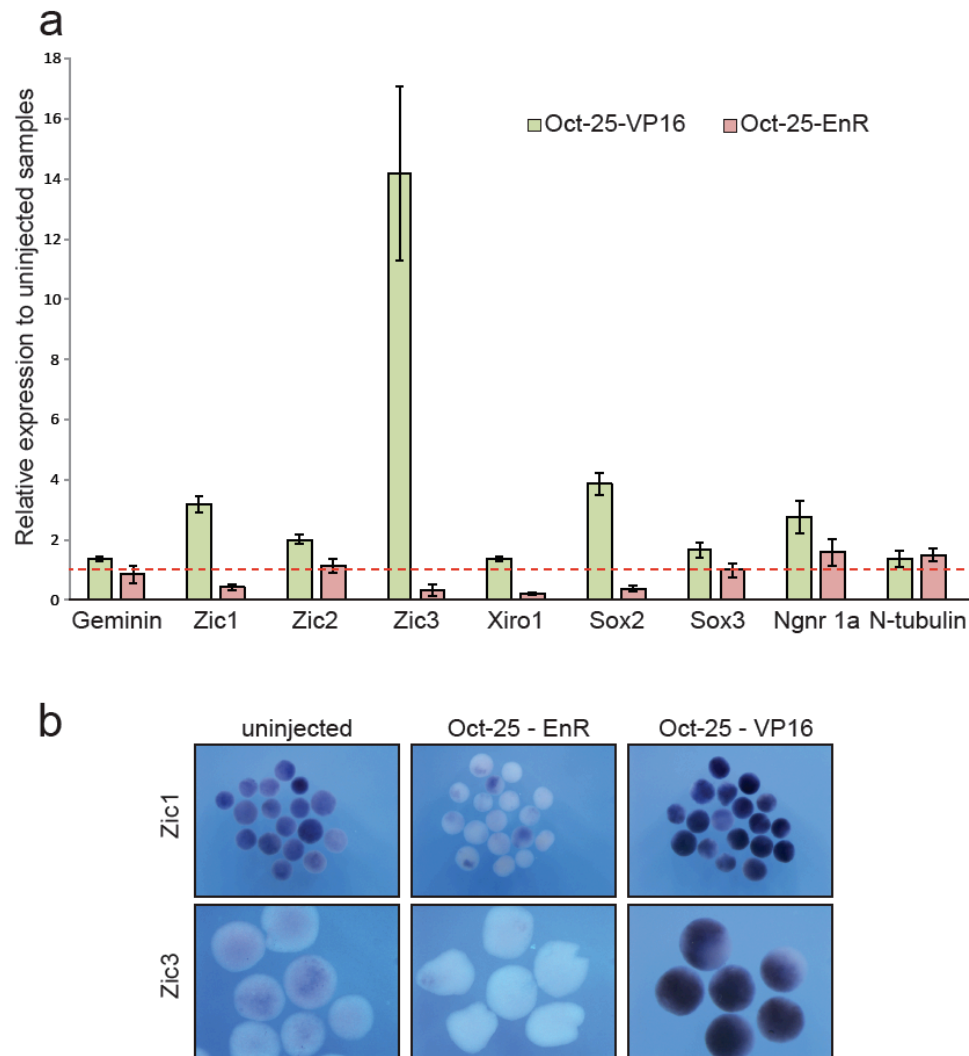 a
18
16
14
12
10
8
6
4
2
0
Relative expression to uninjected samples
Oct-25-VP16 Oct-25-EnR
Geminin Zic1 Zic2 Zic3 Xiro1 Sox2 Sox3 Ngnr 1a N-tubulin
b
uninjected Oct-25 - EnR Oct-25 - VP16
Zic1
Zic3